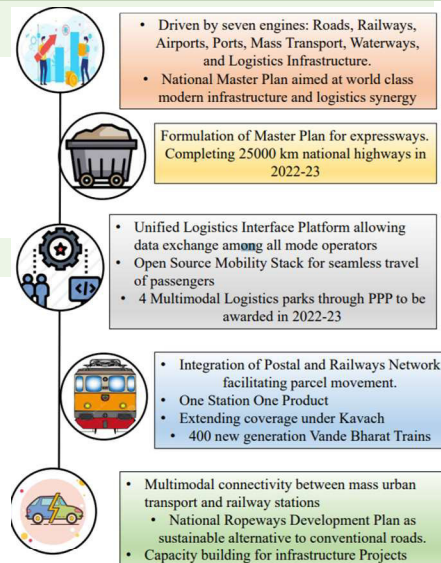 • Driven by seven engines: Roads, Railways,
Airports, Ports, Mass Transport, Waterways,
and Logistics Infrastructure.
• National Master Plan aimed at world class
modern infrastructure and logistics synergy
Formulation of Master Plan for expressways.
Completing 25000 km national highways in
2022-23
• Unified Logistics Interface Platform allowing
data exchange among all mode operators
• Open Source Mobility Stack for seamless travel
of passengers
• 4 Multimodal Logistics parks through PPP to be
awarded in 2022-23
• Integration of Postal and Railways Network
facilitating parcel movement.
• One Station One Product
• Extending coverage under Kavach
• 400 new generation Vande Bharat Trains
• Multimodal connectivity between mass urban
transport and railway stations
• National Ropeways Development Plan as
sustainable alternative to conventional roads.
• Capacity building for infrastructure Projects